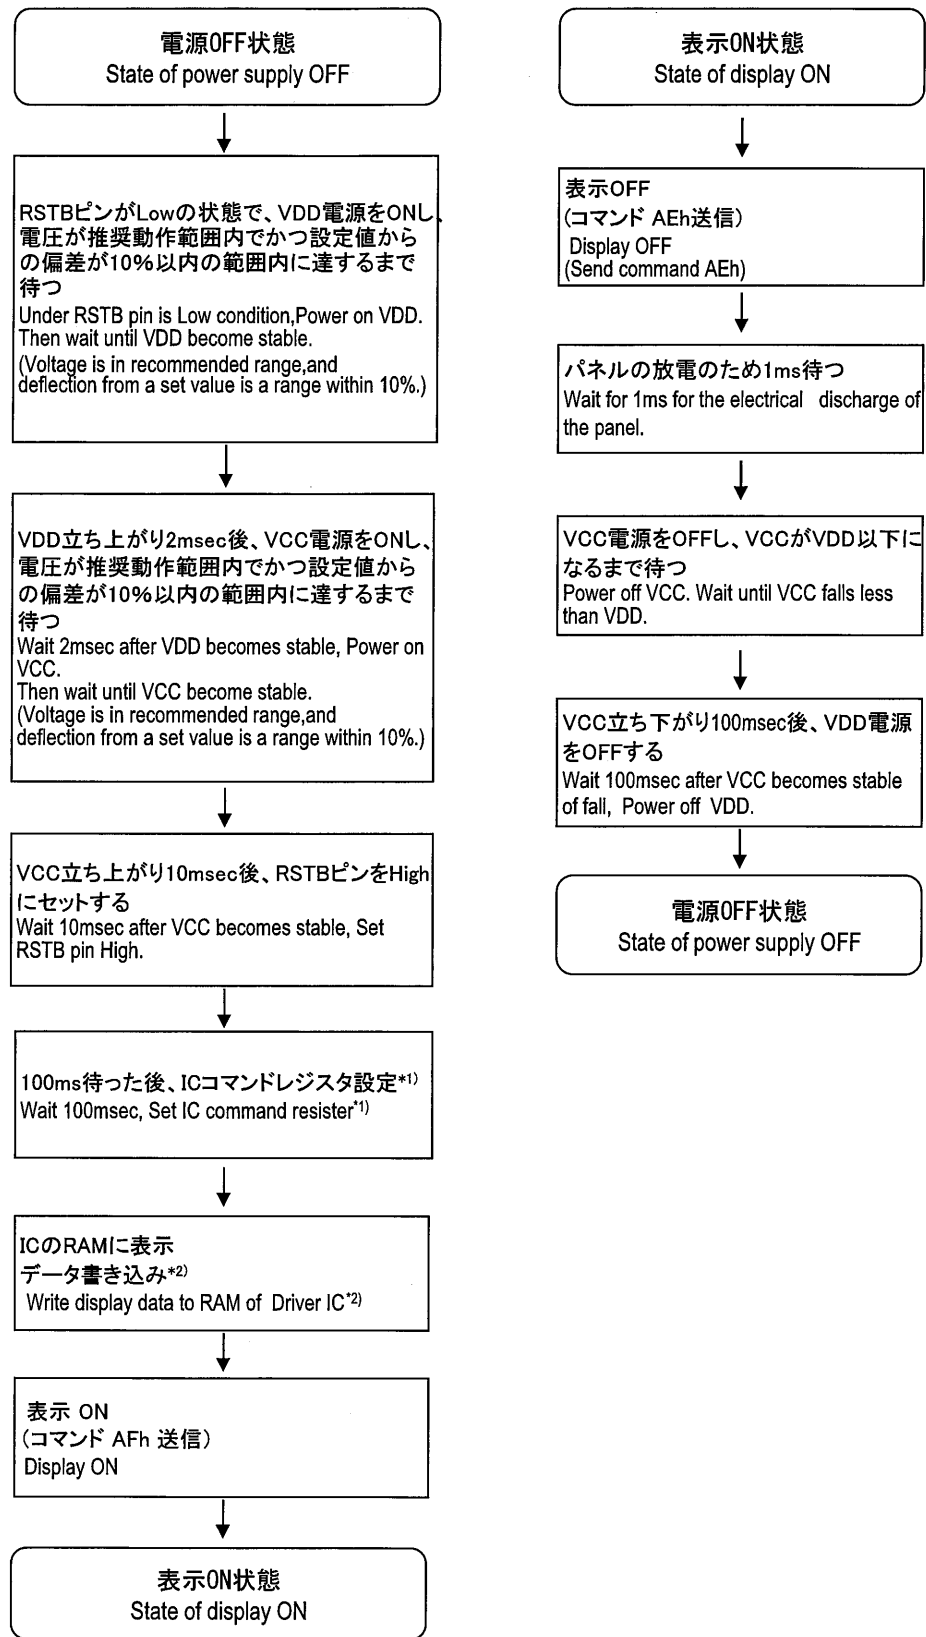 電源OFF状態
State of power supply OFF
RSTBピンがLowの状態で、VDD電源をONし、
電圧が推奨動作範囲内でかつ設定値から
の偏差が10%以内の範囲内に達するまで
待つ
Under RSTB pin is Low condition,Power on VDD.
Then wait until VDD become stable.
(Voltage is in recommended range,and
deflection from a set value is a range within 10%.)
VDD立ち上がり2msec後、VCC電源をONし、
電圧が推奨動作範囲内でかつ設定値から
の偏差が10%以内の範囲内に達するまで
待つ
Wait 2msec after VDD becomes stable, Power on
VCC.
Then wait until VCC become stable.
(Voltage is in recommended range,and
deflection from a set value is a range within 10%.)
VCC立ち上がり10msec後、RSTBピンをHigh
にセットする
Wait 10msec after VCC becomes stable, Set
RSTB pin High.
100ms待った後、ICコマンドレジスタ設定*1)
Wait 100msec, Set IC command resister*1)
ICのRAMに表示
データ書き込み*2)
Write display data to RAM of Driver IC*2)
表示 ON
(コマンド AFh 送信)
Display ON
表示ON状態
State of display ON
表示ON状態
State of display ON
表示OFF
(コマンド AEh送信)
Display OFF
(Send command AEh)
パネルの放電のため1ms待つ
Wait for 1ms for the electrical discharge of
the panel.
VCC電源をOFFし、VCCがVDD以下に
なるまで待つ
Power off VCC. Wait until VCC falls less
than VDD.
VCC立ち下がり100msec後、VDD電源
をOFFする
Wait 100msec after VCC becomes stable
of fall, Power off VDD.
電源OFF状態
State of power supply OFF